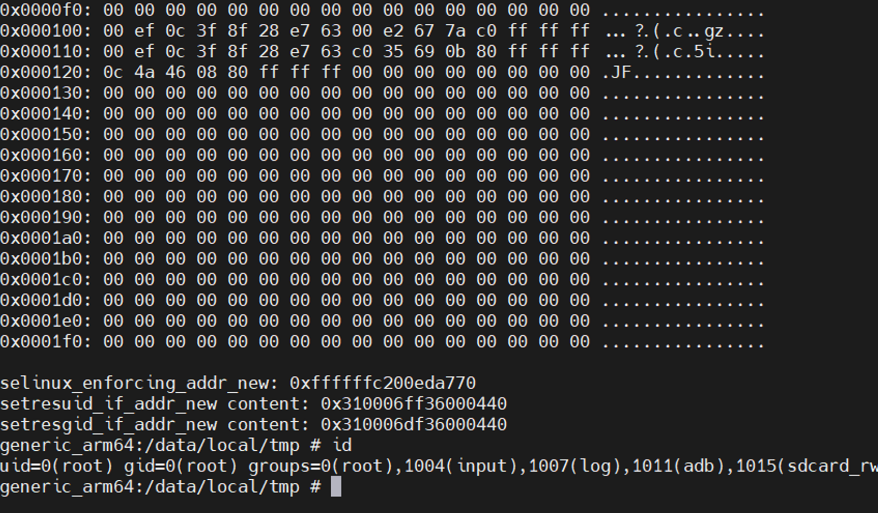 0x0000f0: 00 00 00 00 00 00 00 00 00 00 00 00 00 00 00 00 ................
0x000100: 00 ef 0c 3f 8f 28 e7 63 00 e2 67 7a c0 ff ff ff ...?.(.c..gz....
0x000110: 00 ef 0c 3f 8f 28 e7 63 c0 35 69 0b 80 ff ff ff ...?.(.c.5i.....
0x000120: 0c 4a 46 08 80 ff ff ff 00 00 00 00 00 00 00 00 .JF.............
0x000130: 00 00 00 00 00 00 00 00 00 00 00 00 00 00 00 00 ................
0x000140: 00 00 00 00 00 00 00 00 00 00 00 00 00 00 00 00 ................
0x000150: 00 00 00 00 00 00 00 00 00 00 00 00 00 00 00 00 ................
0x000160: 00 00 00 00 00 00 00 00 00 00 00 00 00 00 00 00 ................
0x000170: 00 00 00 00 00 00 00 00 00 00 00 00 00 00 00 00 ................
0x000180: 00 00 00 00 00 00 00 00 00 00 00 00 00 00 00 00 ................
0x000190: 00 00 00 00 00 00 00 00 00 00 00 00 00 00 00 00 ................
0x0001a0: 00 00 00 00 00 00 00 00 00 00 00 00 00 00 00 00 ................
0x0001b0: 00 00 00 00 00 00 00 00 00 00 00 00 00 00 00 00 ................
0x0001c0: 00 00 00 00 00 00 00 00 00 00 00 00 00 00 00 00 ................
0x0001d0: 00 00 00 00 00 00 00 00 00 00 00 00 00 00 00 00 ................
0x0001e0: 00 00 00 00 00 00 00 00 00 00 00 00 00 00 00 00 ................
0x0001f0: 00 00 00 00 00 00 00 00 00 00 00 00 00 00 00 00 ................
selinux_enforcing_addr_new: 0xffffffc200eda770
setresuid_if_addr_new content: 0x310006ff36000440
setresgid_if_addr_new content: 0x310006df36000440
generic_arm64:/data/local/tmp # id
uid=0(root) gid=0(root) groups=0(root),1004(input),1007(log),1011(adb),1015(sdcard_rw
generic_arm64:/data/local/tmp #